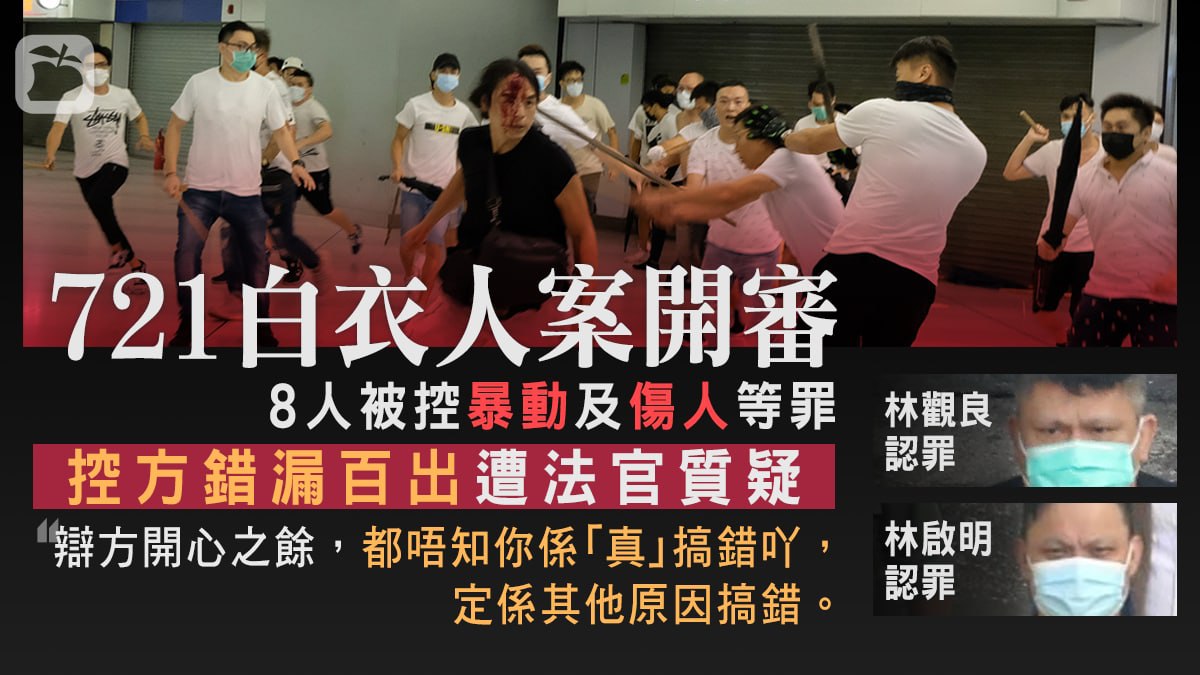 STUSSY
721白衣人案開審
8人被控暴動及傷人等罪
控方錯漏百出遭法官質疑
“辯方開心之餘，都唔知你係「真」搞錯吖，
定係其他原因搞錯。
林觀良
認罪
林啟明
認罪